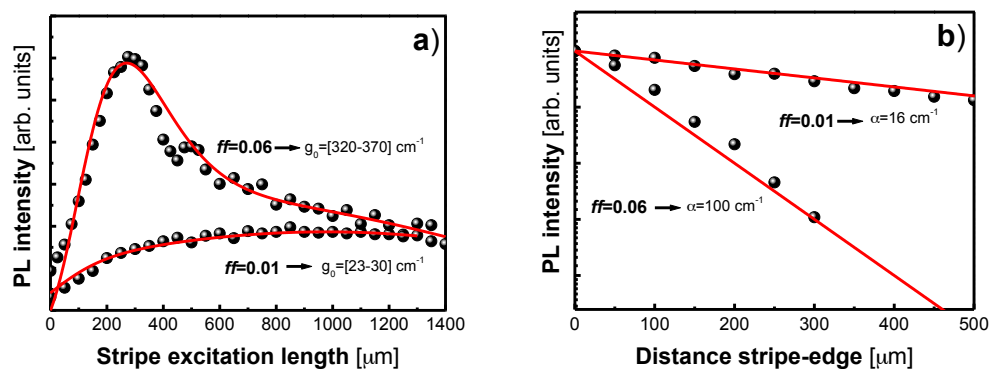 a)
PL intensity [arb. units]
ff=0.06 → g₀=[320-370] cm⁻¹
ff=0.01 → g₀=[23-30] cm⁻¹
0 200 400 600 800 1000 1200 1400
Stripe excitation length [μm]
b)
PL intensity [arb. units]
ff=0.01 → α=16 cm⁻¹
ff=0.06 → α=100 cm⁻¹
0 100 200 300 400 500
Distance stripe-edge [μm]